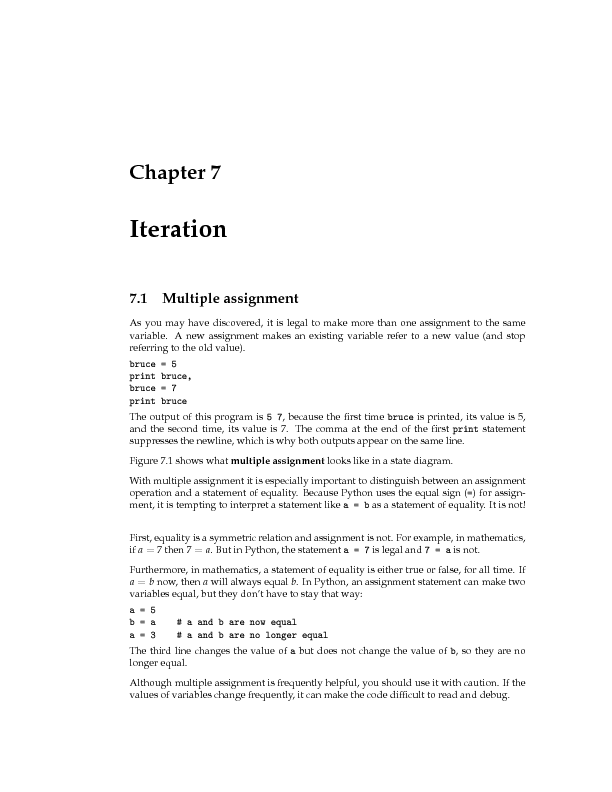 Chapter 7
Iteration
7.1 Multiple assignment
As you may have discovered, it is legal to make more than one assignment to the same
variable. A new assignment makes an existing variable refer to a new value (and stop
referring to the old value).
bruce = 5
print bruce,
bruce = 7
print bruce
The output of this program is 5 7, because the first time bruce is printed, its value is 5,
and the second time, its value is 7. The comma at the end of the first print statement
suppresses the newline, which is why both outputs appear on the same line.
Figure 7.1 shows what multiple assignment looks like in a state diagram.
With multiple assignment it is especially important to distinguish between an assignment
operation and a statement of equality. Because Python uses the equal sign (=) for assign-
ment, it is tempting to interpret a statement like a = b as a statement of equality. It is not!
First, equality is a symmetric relation and assignment is not. For example, in mathematics,
if a = 7 then 7 = a. But in Python, the statement a = 7 is legal and 7 = a is not.
Furthermore, in mathematics, a statement of equality is either true or false, for all time. If
a = b now, then a will always equal b. In Python, an assignment statement can make two
variables equal, but they don't have to stay that way:
a = 5
b = a    # a and b are now equal
a = 3    # a and b are no longer equal
The third line changes the value of a but does not change the value of b, so they are no
longer equal.
Although multiple assignment is frequently helpful, you should use it with caution. If the
values of variables change frequently, it can make the code difficult to read and debug.